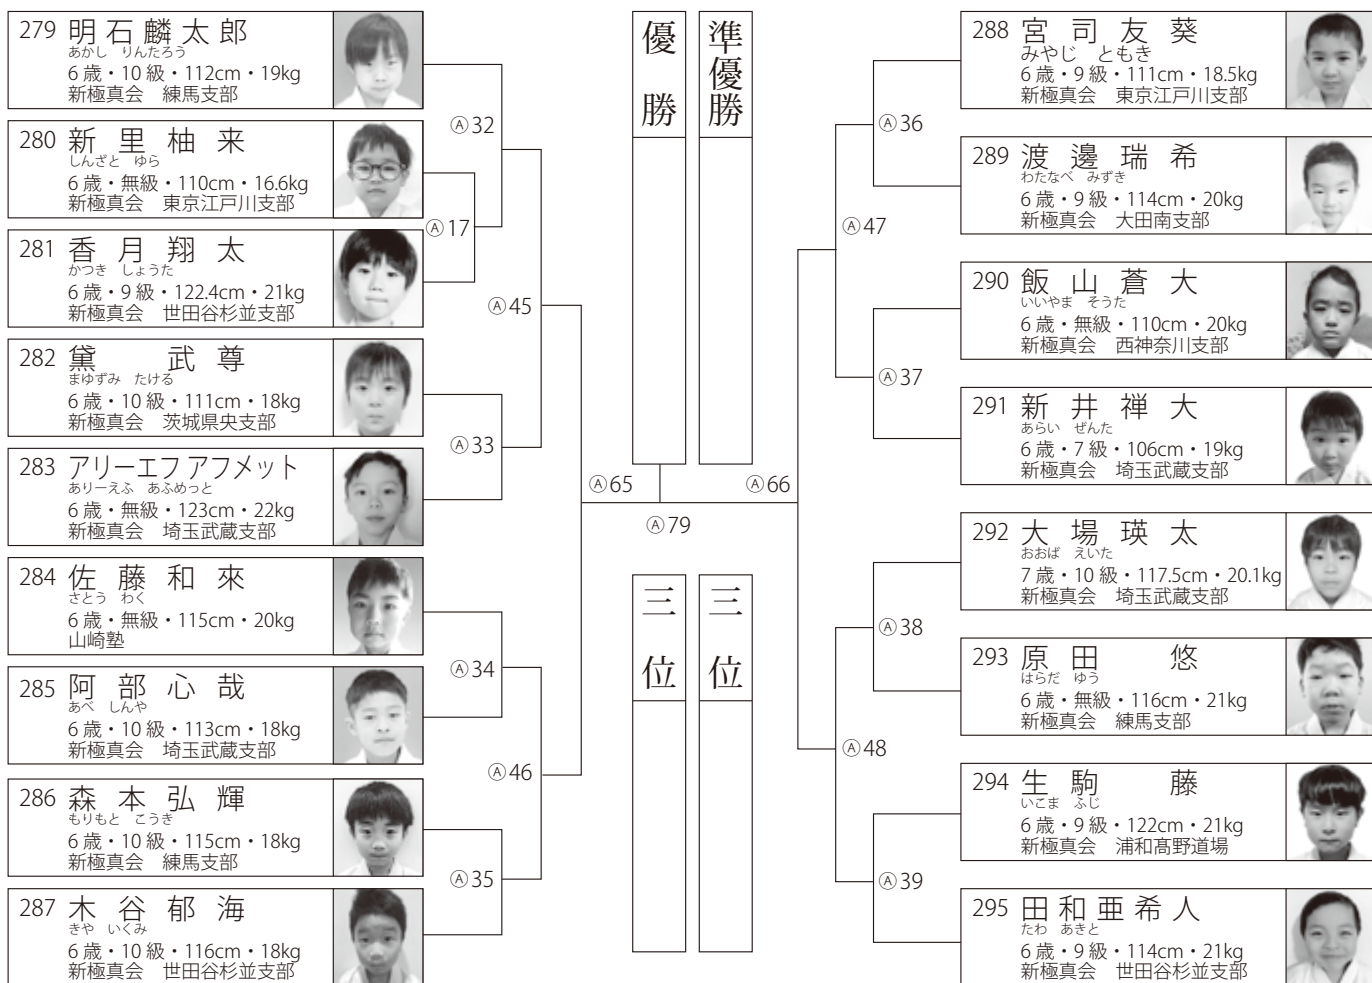 279 明石麟太郎
あかし りんたろう
6歳・10級・112cm・19kg
新極真会 練馬支部
280 新里柚来
しんざと ゆら
6歳・無級・110cm・16.6kg
新極真会 東京江戸川支部
281 香月翔太
かつき しょうた
6歳・9級・122.4cm・21kg
新極真会 世田谷杉並支部
282 黛 武尊
まゆずみ たける
6歳・10級・111cm・18kg
新極真会 茨城県央支部
283 アリーエフ アフメット
ありーえふ あふめっと
6歳・無級・123cm・22kg
新極真会 埼玉武蔵支部
284 佐藤和來
さとう わく
6歳・無級・115cm・20kg
山崎塾
285 阿部心哉
あべ しんや
6歳・10級・113cm・18kg
新極真会 埼玉武蔵支部
286 森本弘輝
もりもと こうき
6歳・10級・115cm・18kg
新極真会 練馬支部
287 木谷郁海
きや いくみ
6歳・10級・116cm・18kg
新極真会 世田谷杉並支部
Ⓐ32
Ⓐ17
Ⓐ45
Ⓐ33
Ⓐ34
Ⓐ46
Ⓐ35
優勝
準優勝
Ⓐ65
Ⓐ66
Ⓐ79
三位
三位
Ⓐ36
Ⓐ47
Ⓐ37
Ⓐ38
Ⓐ48
Ⓐ39
288 宮司友葵
みやじ ともき
6歳・9級・111cm・18.5kg
新極真会 東京江戸川支部
289 渡邊瑞希
わたなべ みずき
6歳・9級・114cm・20kg
新極真会 大田南支部
290 飯山蒼大
いいやま そうた
6歳・無級・110cm・20kg
新極真会 西神奈川支部
291 新井禅大
あらい ぜんた
6歳・7級・106cm・19kg
新極真会 埼玉武蔵支部
292 大場瑛太
おおば えいた
7歳・10級・117.5cm・20.1kg
新極真会 埼玉武蔵支部
293 原田 悠
はらだ ゆう
6歳・無級・116cm・21kg
新極真会 練馬支部
294 生駒 藤
いこま ふじ
6歳・9級・122cm・21kg
新極真会 浦和髙野道場
295 田和亜希人
たわ あきと
6歳・9級・114cm・21kg
新極真会 世田谷杉並支部